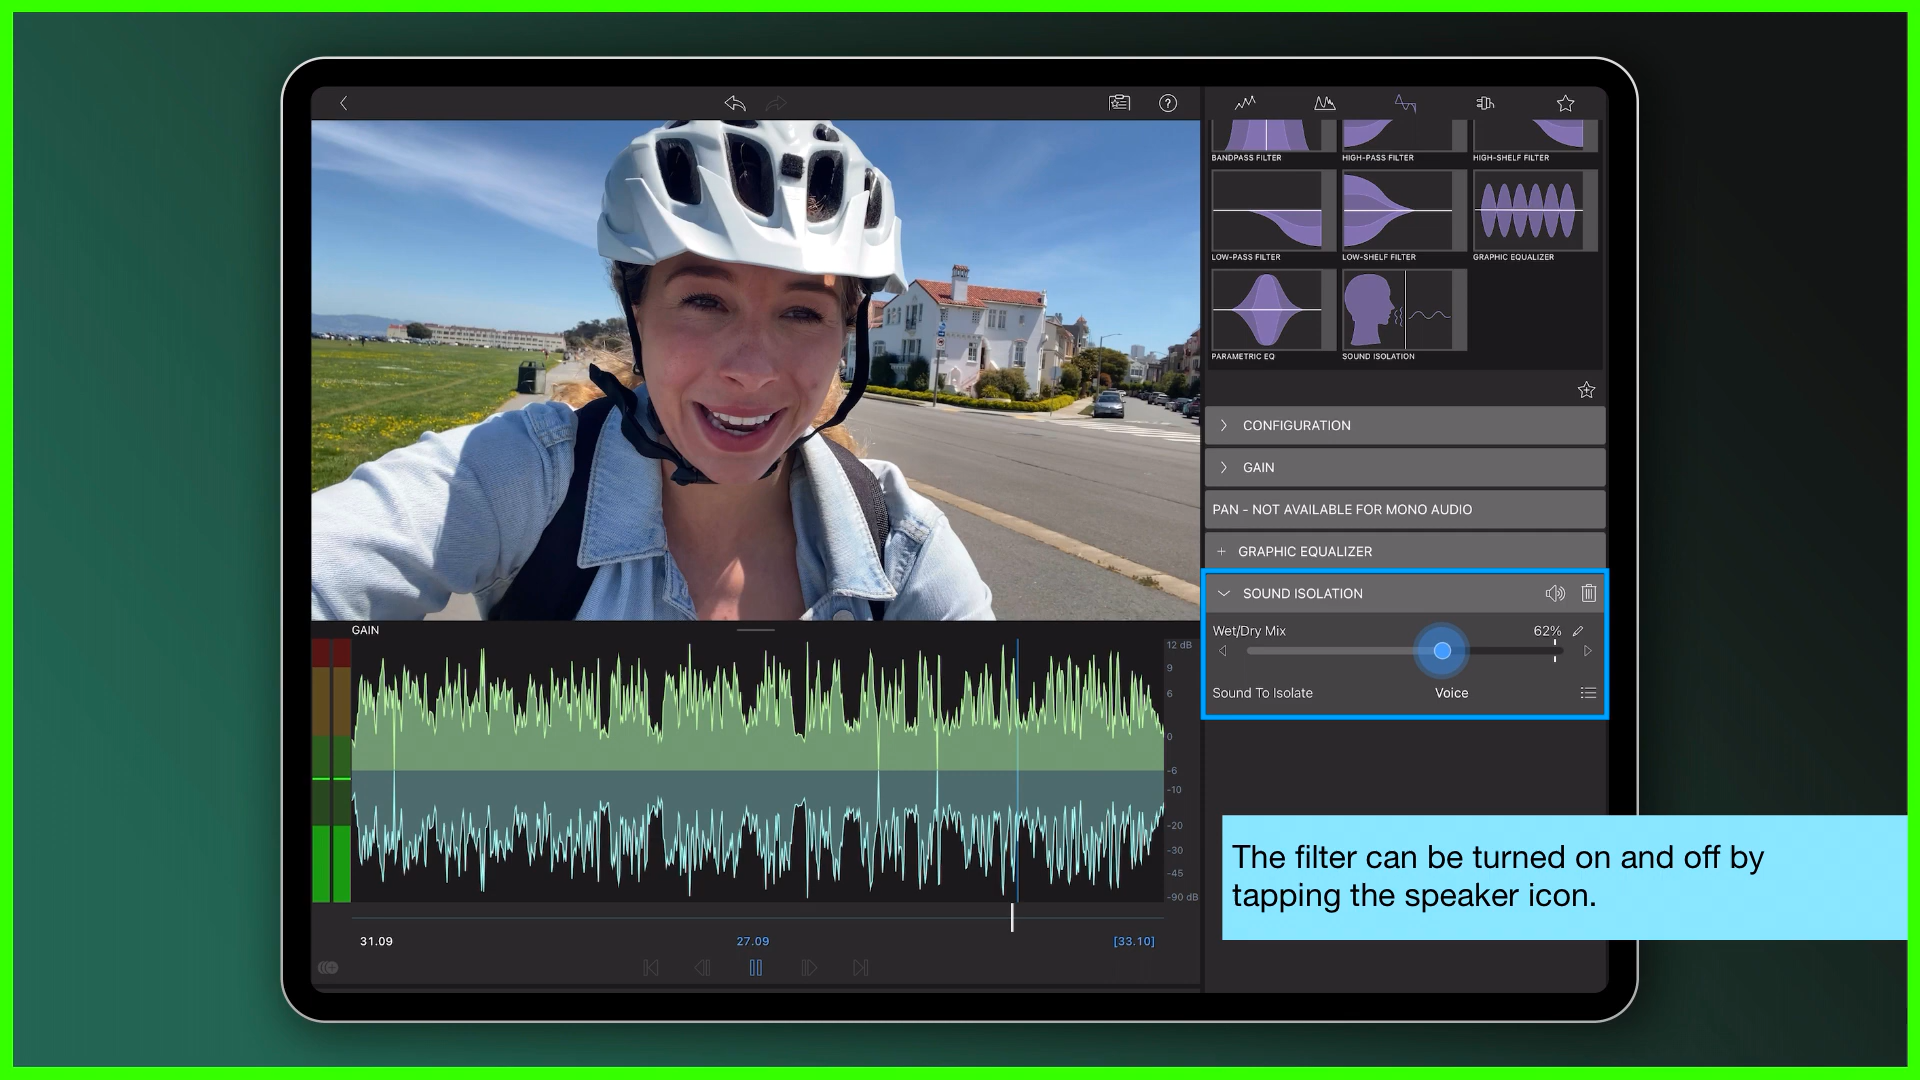 BANDPASS FILTER
HIGH-PASS FILTER
HIGH-SHELF FILTER
LOW-PASS FILTER
LOW-SHELF FILTER
GRAPHIC EQUALIZER
PARAMETRIC EQ
SOUND ISOLATION
CONFIGURATION
GAIN
PAN - NOT AVAILABLE FOR MONO AUDIO
+ GRAPHIC EQUALIZER
SOUND ISOLATION
Wet/Dry Mix 62%
Sound To Isolate Voice
GAIN
12 dB
9
6
0
-6
-10
-20
-30
-45
-90 dB
31.09 27.09 [33.10]
The filter can be turned on and off by
tapping the speaker icon.